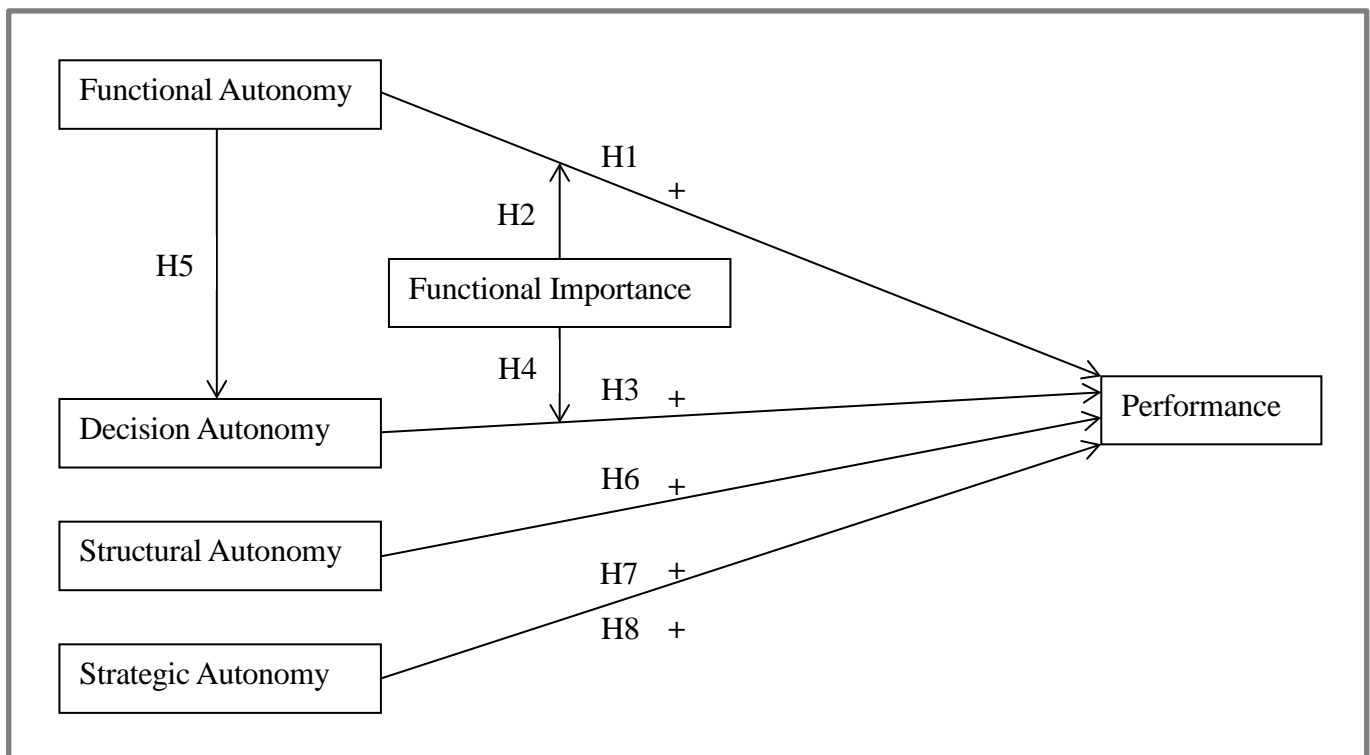 Functional Autonomy
H1
+
H2
H5
Functional Importance
H4
H3 +
Performance
Decision Autonomy
H6 +
Structural Autonomy
H7 +
H8 +
Strategic Autonomy